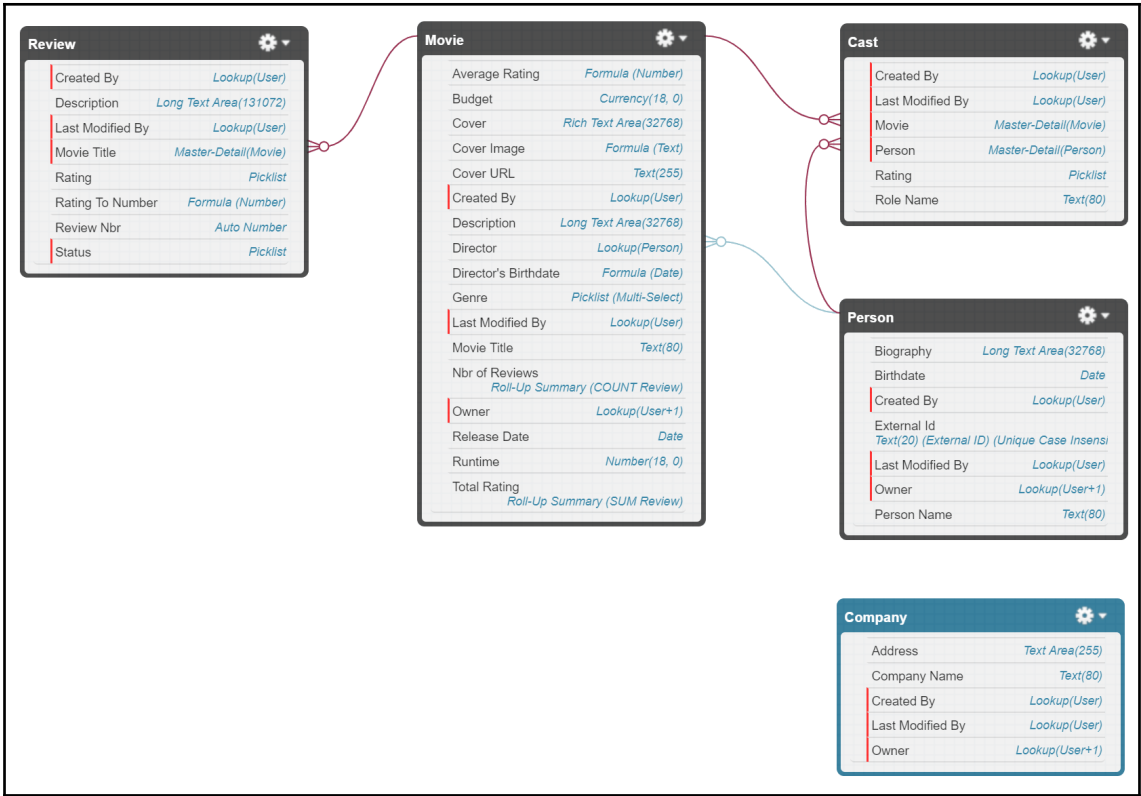 Review
Created By Lookup(User)
Description Long Text Area(131072)
Last Modified By Lookup(User)
Movie Title Master-Detail(Movie)
Rating Picklist
Rating To Number Formula (Number)
Review Nbr Auto Number
Status Picklist
Movie
Average Rating Formula (Number)
Budget Currency(18, 0)
Cover Rich Text Area(32768)
Cover Image Formula (Text)
Cover URL Text(255)
Created By Lookup(User)
Description Long Text Area(32768)
Director Lookup(Person)
Director's Birthdate Formula (Date)
Genre Picklist (Multi-Select)
Last Modified By Lookup(User)
Movie Title Text(80)
Nbr of Reviews
Roll-Up Summary (COUNT Review)
Owner Lookup(User+1)
Release Date Date
Runtime Number(18, 0)
Total Rating
Roll-Up Summary (SUM Review)
Cast
Created By Lookup(User)
Last Modified By Lookup(User)
Movie Master-Detail(Movie)
Person Master-Detail(Person)
Rating Picklist
Role Name Text(80)
Person
Biography Long Text Area(32768)
Birthdate Date
Created By Lookup(User)
External Id
Text(20) (External ID) (Unique Case Insensi
Last Modified By Lookup(User)
Owner Lookup(User+1)
Person Name Text(80)
Company
Address Text Area(255)
Company Name Text(80)
Created By Lookup(User)
Last Modified By Lookup(User)
Owner Lookup(User+1)